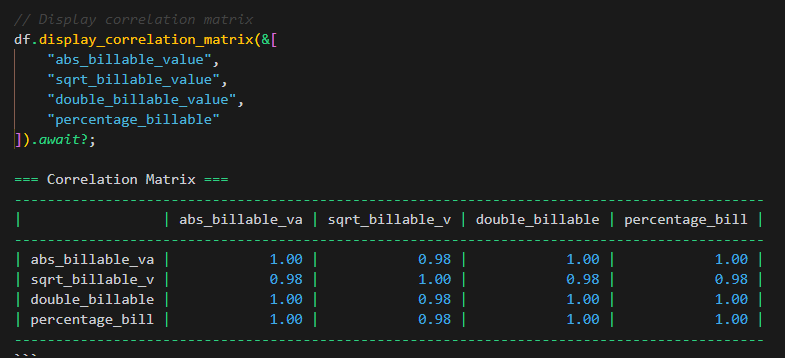 // Display correlation matrix
df.display_correlation_matrix(&[
    "abs_billable_value",
    "sqrt_billable_value",
    "double_billable_value",
    "percentage_billable"
]).await?;

=== Correlation Matrix ===
-------------------------------------------------------------------------------------------
|                 | abs_billable_va | sqrt_billable_v | double_billable | percentage_bill |
-------------------------------------------------------------------------------------------
| abs_billable_va |            1.00 |            0.98 |            1.00 |            1.00 |
| sqrt_billable_v |            0.98 |            1.00 |            0.98 |            0.98 |
| double_billable |            1.00 |            0.98 |            1.00 |            1.00 |
| percentage_bill |            1.00 |            0.98 |            1.00 |            1.00 |
-------------------------------------------------------------------------------------------
```